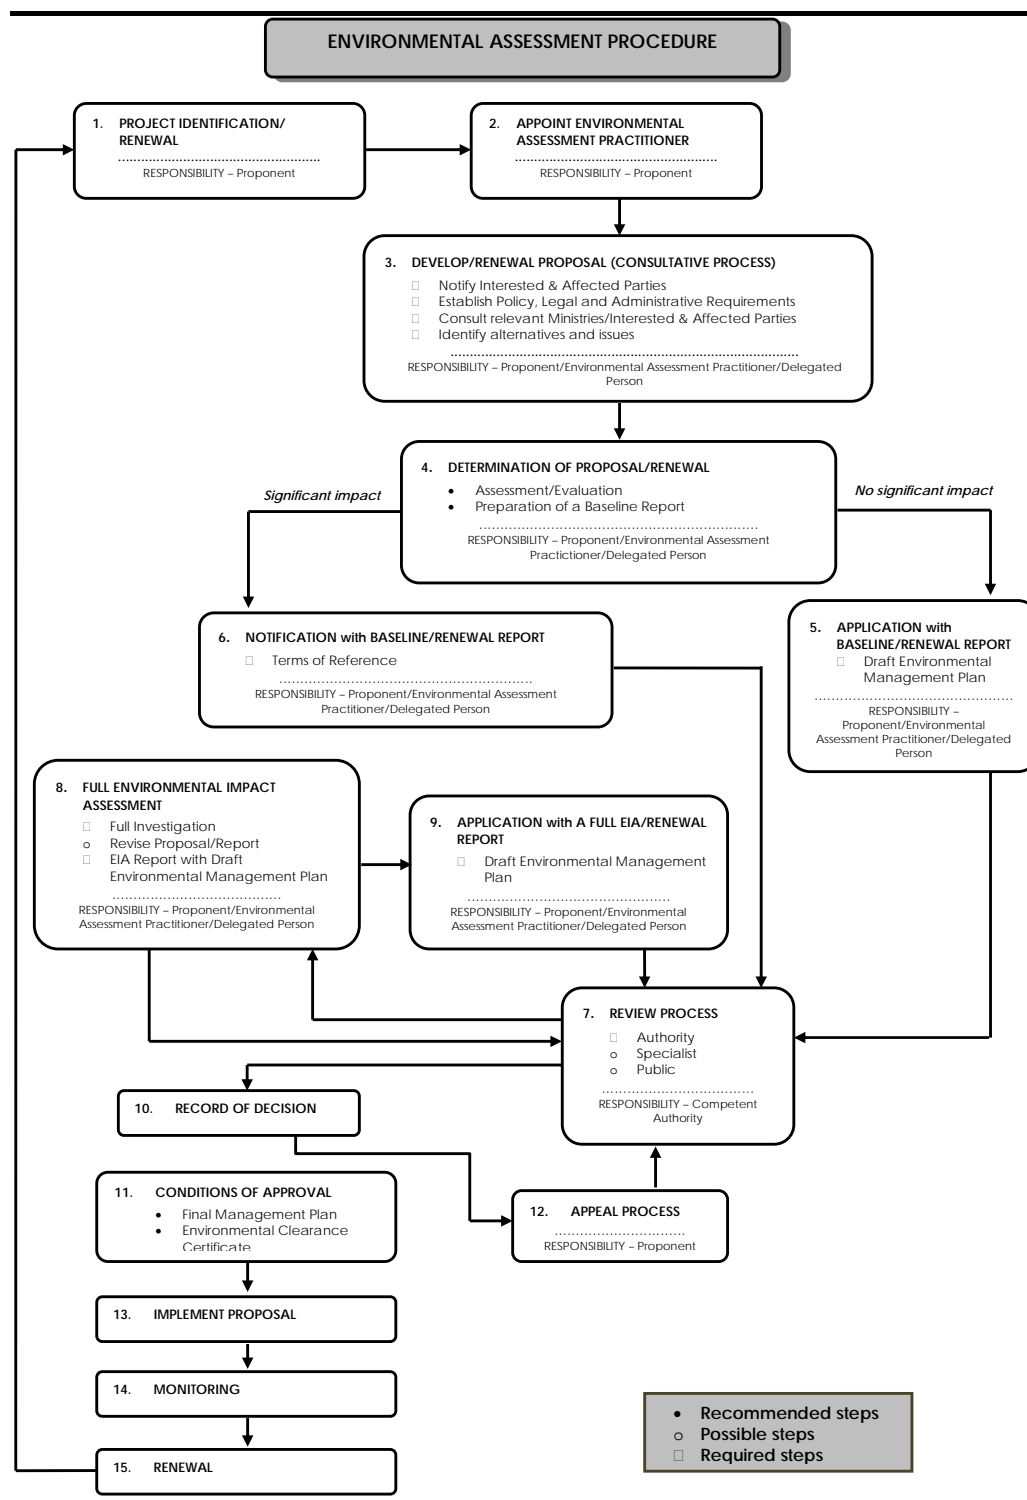 ENVIRONMENTAL ASSESSMENT PROCEDURE
1. PROJECT IDENTIFICATION/
RENEWAL
........................................................
RESPONSIBILITY – Proponent
2. APPOINT ENVIRONMENTAL
ASSESSMENT PRACTITIONER
........................................................
RESPONSIBILITY – Proponent
3. DEVELOP/RENEWAL PROPOSAL (CONSULTATIVE PROCESS)
□ Notify Interested & Affected Parties
□ Establish Policy, Legal and Administrative Requirements
□ Consult relevant Ministries/Interested & Affected Parties
□ Identify alternatives and issues
........................................................
RESPONSIBILITY – Proponent/Environmental Assessment Practitioner/Delegated
Person
4. DETERMINATION OF PROPOSAL/RENEWAL
• Assessment/Evaluation
• Preparation of a Baseline Report
........................................................
RESPONSIBILITY – Proponent/Environmental Assessment
Practictioner/Delegated Person
Significant impact
No significant impact
5. APPLICATION with
BASELINE/RENEWAL REPORT
□ Draft Environmental
Management Plan
........................................................
RESPONSIBILITY –
Proponent/Environmental
Assessment Practitioner/Delegated
Person
6. NOTIFICATION with BASELINE/RENEWAL REPORT
□ Terms of Reference
........................................................
RESPONSIBILITY – Proponent/Environmental Assessment
Practitioner/Delegated Person
8. FULL ENVIRONMENTAL IMPACT
ASSESSMENT
□ Full Investigation
o Revise Proposal/Report
□ EIA Report with Draft
Environmental Management Plan
........................................................
RESPONSIBILITY – Proponent/Environmental
Assessment Practitioner/Delegated Person
9. APPLICATION with A FULL EIA/RENEWAL
REPORT
□ Draft Environmental Management
Plan
........................................................
RESPONSIBILITY – Proponent/Environmental
Assessment Practitioner/Delegated Person
7. REVIEW PROCESS
□ Authority
o Specialist
o Public
........................................................
RESPONSIBILITY – Competent
Authority
10. RECORD OF DECISION
11. CONDITIONS OF APPROVAL
• Final Management Plan
• Environmental Clearance
Certificate
12. APPEAL PROCESS
........................................................
RESPONSIBILITY – Proponent
13. IMPLEMENT PROPOSAL
14. MONITORING
15. RENEWAL
• Recommended steps
o Possible steps
□ Required steps